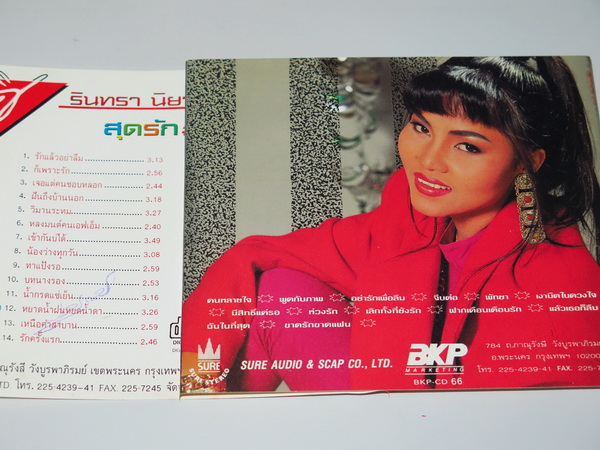 รินทรา นิย
สุดรัก
1. รักแล้วอย่าลืม 3.13
2. ก็เพราะรัก 2.56
3. เจอแต่คนชอบหลอก 2.44
4. ฝันถึงบ้านนอก 3.18
5. วิมานระทม 3.27
6. หลงมนต์คนเอฟเอ็ม 2.40
7. เข้ากันบ่ได้ 3.49
8. น้องว่างทุกวัน 3.08
9. ทาแป้งรอ 2.59
10. บทนางรอง 2.53
11. น้ำกรดแช่เย็น 3.16
12. หยาดน้ำฝนหยดน้ำตา 3.26
13. เหนือคำสาบาน 2.59
14. รักครั้งแรก 2.46
าณุรังสี วังบูรพาภิรมย์ เขตพระนคร กรุงเทพฯ
TD โทร. 225-4239-41 FAX. 225-7245 จัด
คนหลายใจ พูดกับภาพ อย่ารักเผื่อลืม จีบต่อ พัทยา เงามืดในดวงใจ
มีสิทธิ์แค่รอ ห่วงรัก เลิกทั้งที่ยังรัก ฟากเดือนเตือนรัก แล้วเธอก็ลืม
ฉันในที่สุด ยาตรักยาดแฟน
SURE
STEREO
SURE AUDIO & SCAP CO., LTD.
BKP
MARKETING
BKP-CD 66
784 ถ.ภาณุรังษี วังบูรพาภิรมย์
อ.พระนคร กรุงเทพฯ 10200
โทร. 225-4239-41 FAX. 225-7